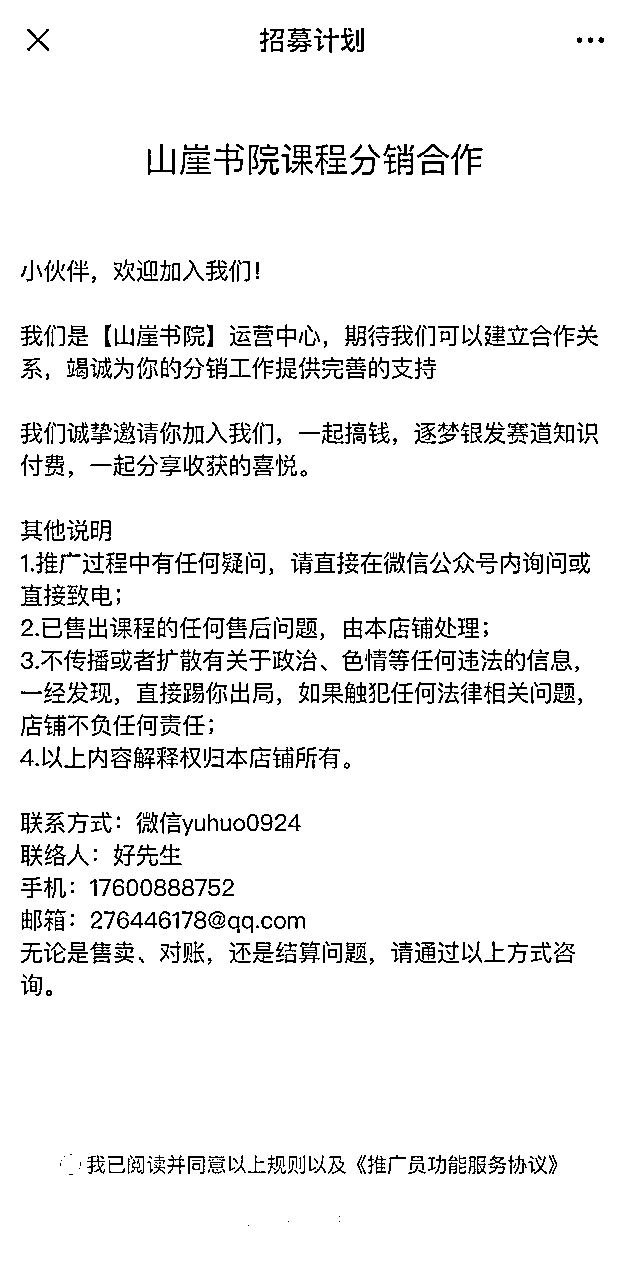 招募计划
山崖书院课程分销合作
小伙伴，欢迎加入我们！
我们是【山崖书院】运营中心，期待我们可以建立合作关
系，竭诚为你的分销工作提供完善的支持
我们诚挚邀请你加入我们，一起搞钱，逐梦银发赛道知识
付费，一起分享收获的喜悦。
其他说明
1.推广过程中有任何疑问，请直接在微信公众号内询问或
直接致电；
2.已售出课程的任何售后问题，由本店铺处理；
3.不传播或者扩散有关于政治、色情等任何违法的信息，
一经发现，直接踢你出局，如果触犯任何法律相关问题，
店铺不负任何责任；
4.以上内容解释权归本店铺所有。
联系方式：微信yuhuo0924
联络人：好先生
手机：17600888752
邮箱：276446178@qq.com
无论是售卖、对账，还是结算问题，请通过以上方式咨
询。
我已阅读并同意以上规则以及《推广员功能服务协议》